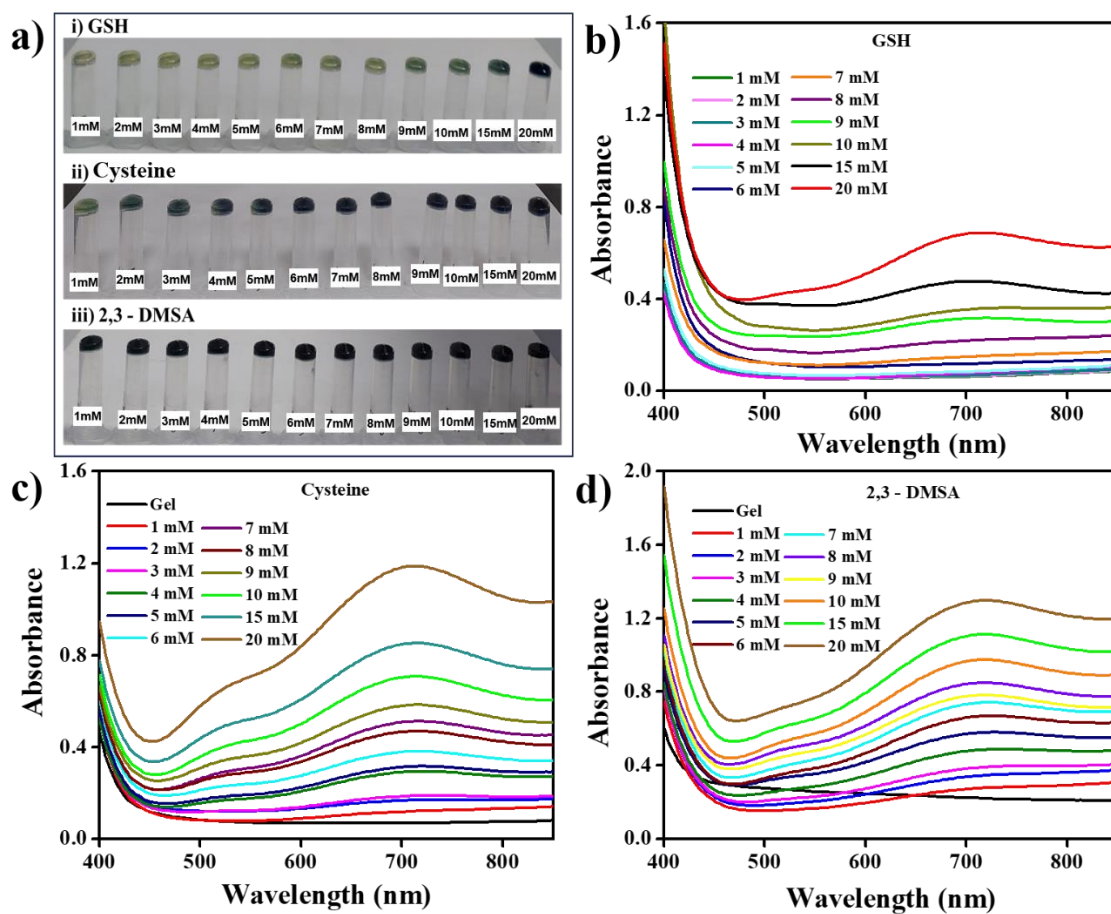 a)
i) GSH
1mM 2mM 3mM 4mM 5mM 6mM 7mM 8mM 9mM 10mM 15mM 20mM
ii) Cysteine
1mM 2mM 3mM 4mM 5mM 6mM 7mM 8mM 9mM 10mM 15mM 20mM
iii) 2,3 - DMSA
1mM 2mM 3mM 4mM 5mM 6mM 7mM 8mM 9mM 10mM 15mM 20mM
b)
GSH
1 mM 7 mM
2 mM 8 mM
3 mM 9 mM
4 mM 10 mM
5 mM 15 mM
6 mM 20 mM
Absorbance
1.6
1.2
0.8
0.4
0.0
400 500 600 700 800
Wavelength (nm)
c)
Cysteine
Gel
1 mM 7 mM
2 mM 8 mM
3 mM 9 mM
4 mM 10 mM
5 mM 15 mM
6 mM 20 mM
Absorbance
1.6
1.2
0.8
0.4
0.0
400 500 600 700 800
Wavelength (nm)
d)
2,3 - DMSA
Gel
1 mM 7 mM
2 mM 8 mM
3 mM 9 mM
4 mM 10 mM
5 mM 15 mM
6 mM 20 mM
Absorbance
2.0
1.6
1.2
0.8
0.4
0.0
400 500 600 700 800
Wavelength (nm)